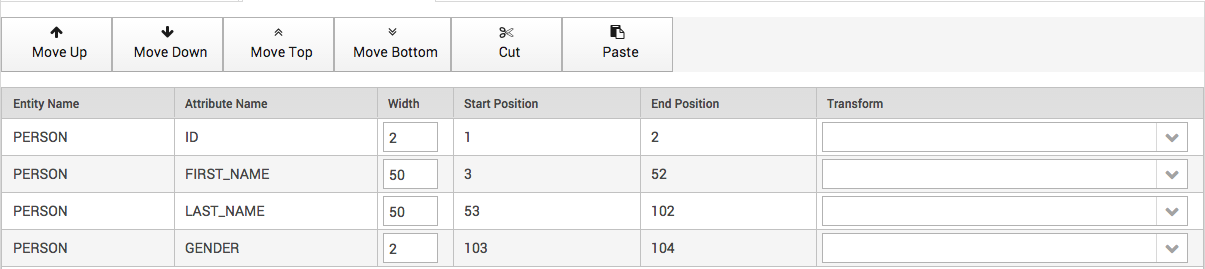 Move Up Move Down Move Top Move Bottom Cut Paste
Entity Name Attribute Name Width Start Position End Position Transform
PERSON ID 2 1 2
PERSON FIRST_NAME 50 3 52
PERSON LAST_NAME 50 53 102
PERSON GENDER 2 103 104